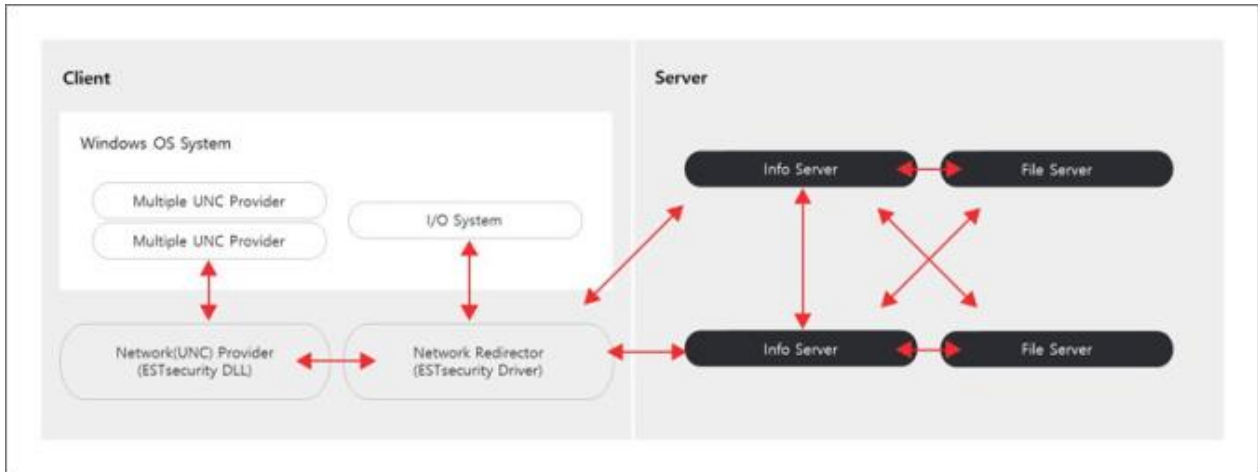 Client
Windows OS System
Multiple UNC Provider
Multiple UNC Provider
I/O System
Network(UNC) Provider
(ESTsecurity DLL)
Network Redirector
(ESTsecurity Driver)
Server
Info Server
File Server
Info Server
File Server